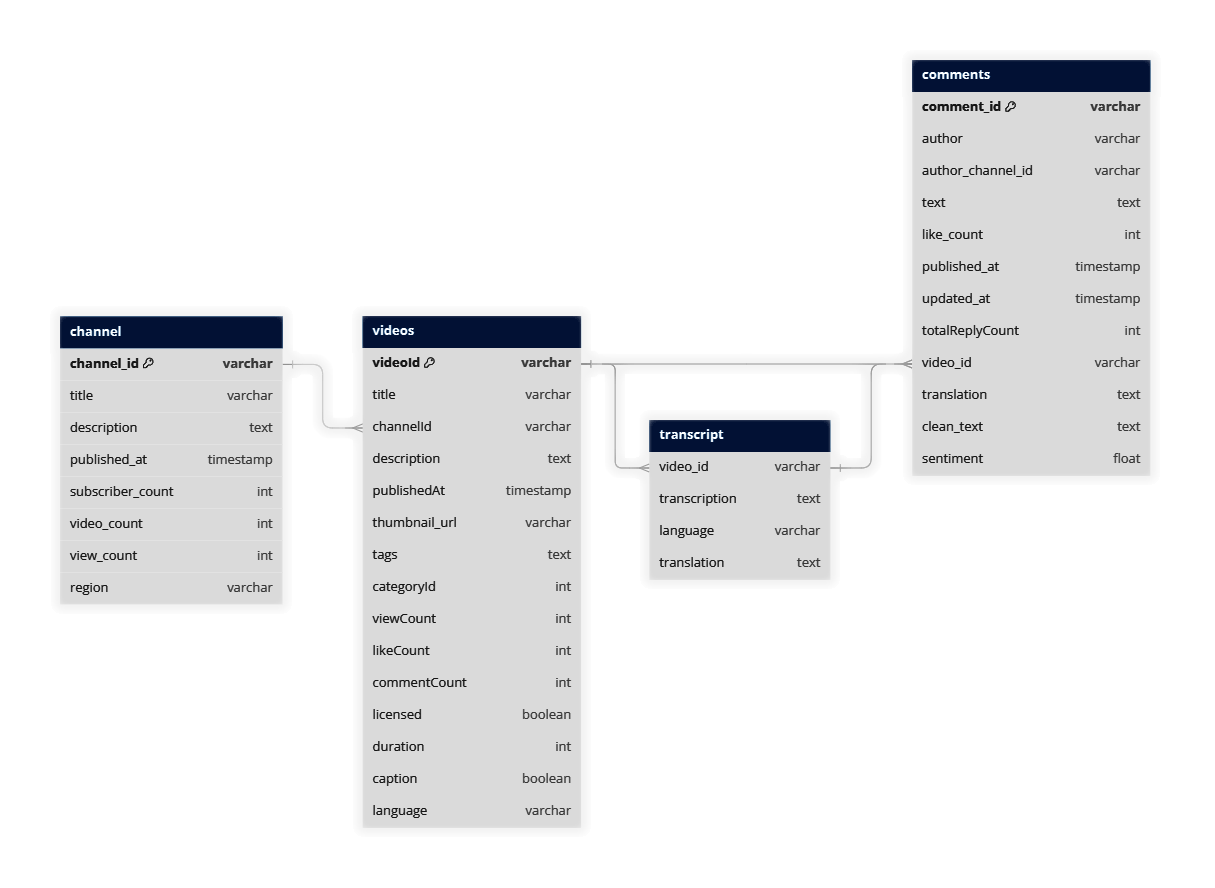 channel
channel_id varchar
title varchar
description text
published_at timestamp
subscriber_count int
video_count int
view_count int
region varchar
videos
videoId varchar
title varchar
channelId varchar
description text
publishedAt timestamp
thumbnail_url varchar
tags text
categoryId int
viewCount int
likeCount int
commentCount int
licensed boolean
duration int
caption boolean
language varchar
transcript
video_id varchar
transcription text
language varchar
translation text
comments
comment_id varchar
author varchar
author_channel_id varchar
text text
like_count int
published_at timestamp
updated_at timestamp
totalReplyCount int
video_id varchar
translation text
clean_text text
sentiment float